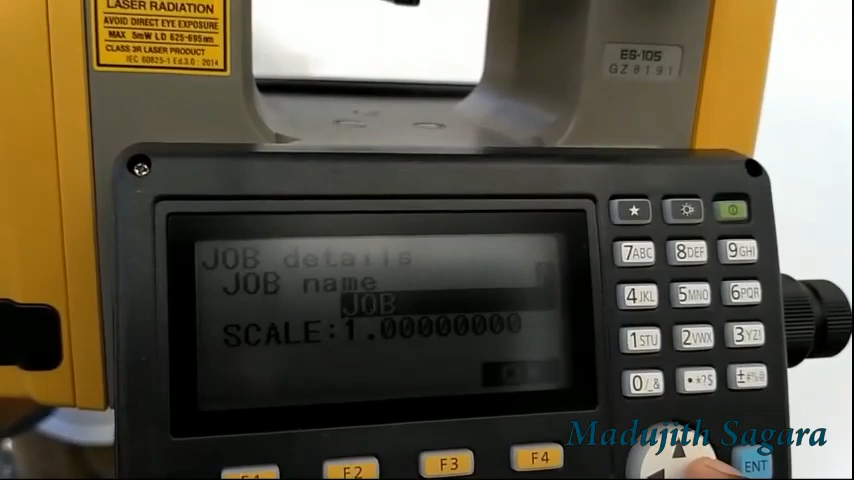 LASER RADIATION
AVOID DIRECT EYE EXPOSURE
MAX 5mW LD 625-695nm
CLASS 3R LASER PRODUCT
IEC 60825-1 Ed.3.0 : 2014
ES-105
GZ8191
JOB details
JOB name
JOB
SCALE:1.00000000
7ABC 8DEF 9GHI
4JKL 5MNO 6PQR
1STU 2VWX 3YZ!
0/_& •*?$ ±#%@
F1 F2 F3 F4
ENT
Madujith Sagara